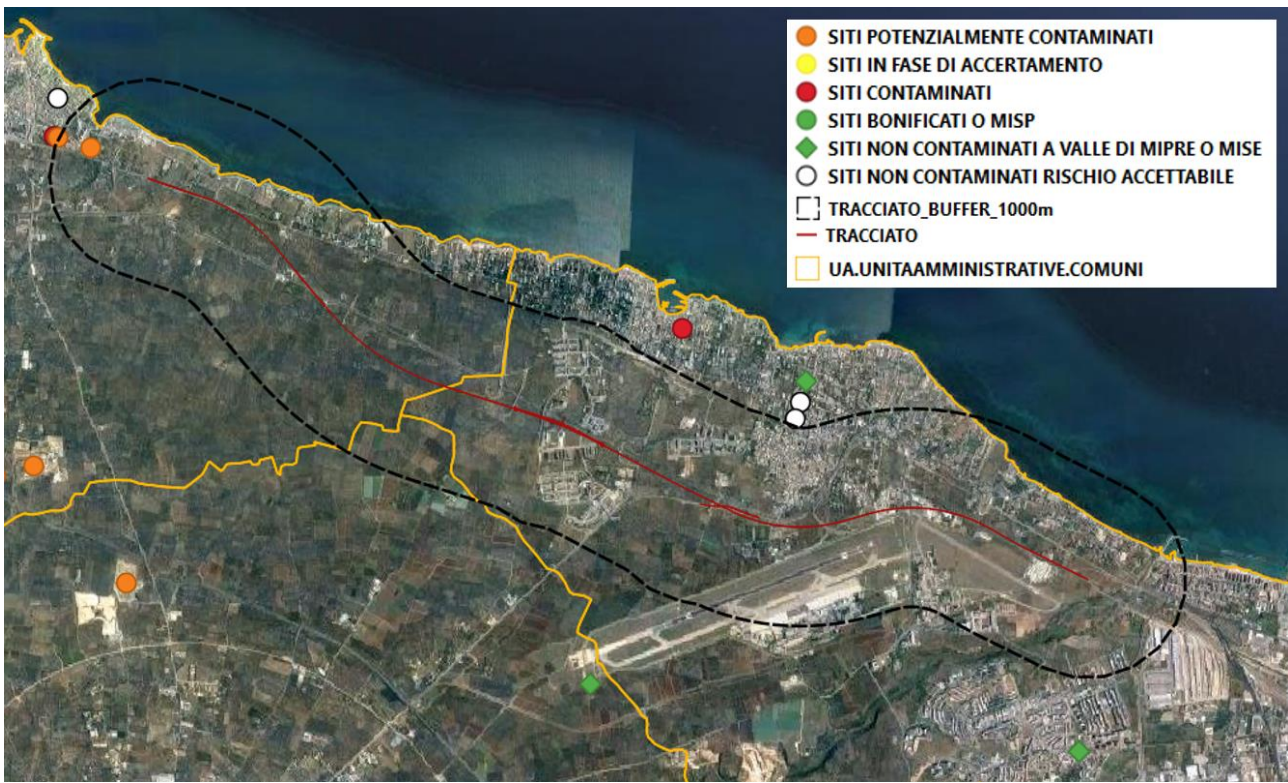 SITI POTENZIALMENTE CONTAMINATI
SITI IN FASE DI ACCERTAMENTO
SITI CONTAMINATI
SITI BONIFICATI O MISP
SITI NON CONTAMINATI A VALLE DI MIPRE O MISE
SITI NON CONTAMINATI RISCHIO ACCETTABILE
TRACCIATO_BUFFER_1000m
TRACCIATO
UA.UNITAAMMINISTRATIVE.COMUNI